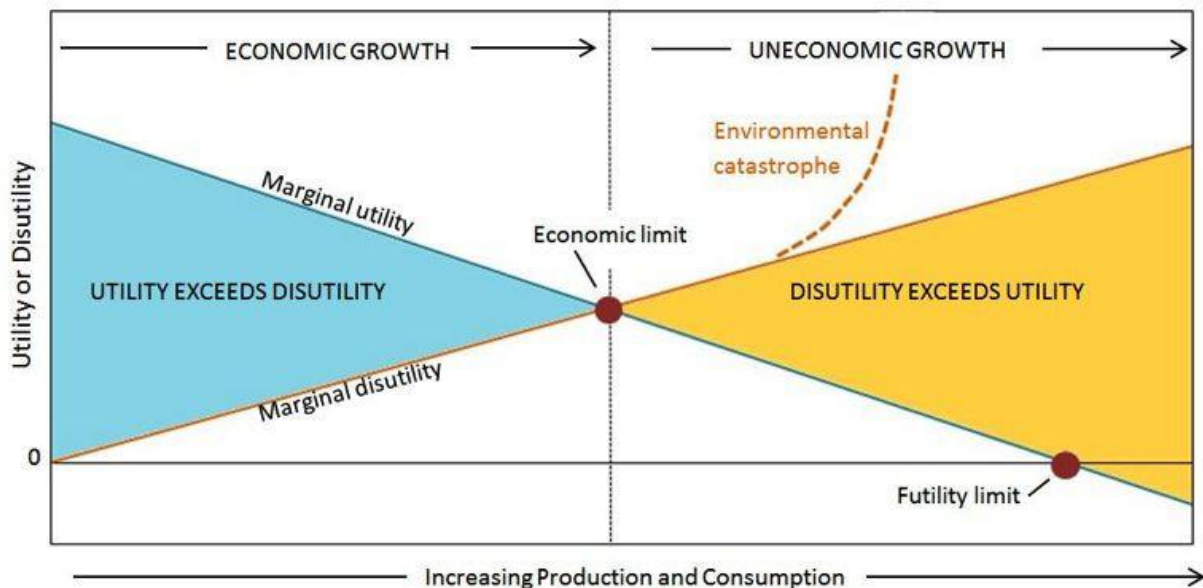 ECONOMIC GROWTH
UNECONOMIC GROWTH
Environmental
catastrophe
Marginal utility
Economic limit
UTILITY EXCEEDS DISUTILITY
DISUTILITY EXCEEDS UTILITY
Utility or Disutility
Marginal disutility
0
Futility limit
Increasing Production and Consumption